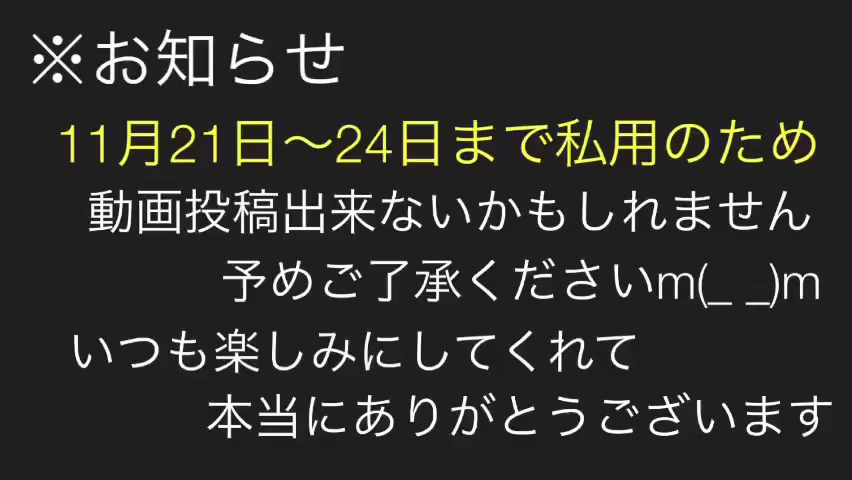 ※お知らせ
11月21日〜24日まで私用のため
動画投稿出来ないかもしれません
予めご了承くださいm(_ _)m
いつも楽しみにしてくれて
本当にありがとうございます